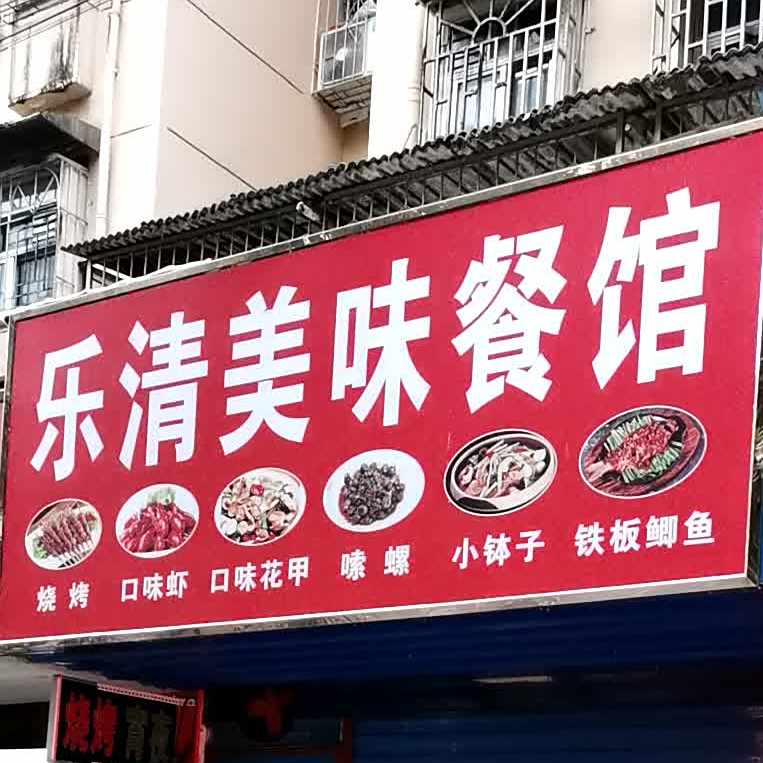 乐清美味餐馆
烧烤 口味虾 口味花甲 嗦螺 小钵子 铁板鲫鱼
烧烤 宵夜